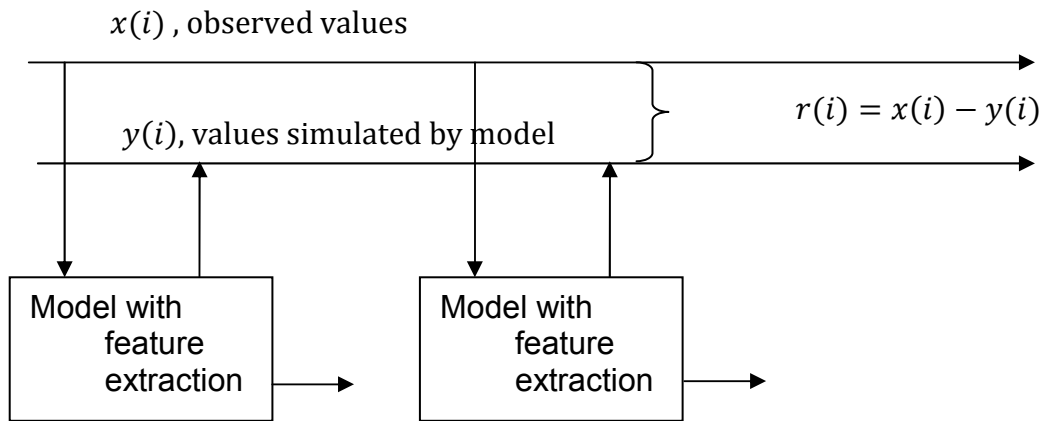 x(i) , observed values
r(i) = x(i) − y(i)
y(i), values simulated by model
Model with
feature
extraction
Model with
feature
extraction